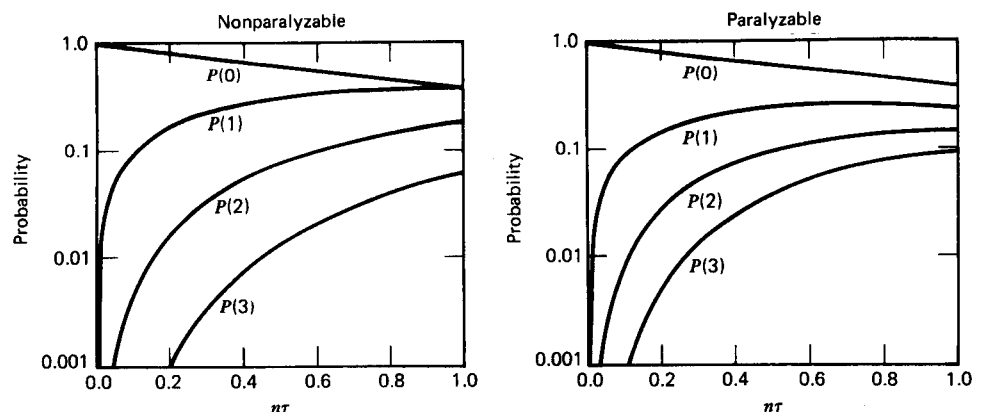 Nonparalyzable
1.0
0.1
0.01
0.001
Probability
P(0)
P(1)
P(2)
P(3)
0.0 0.2 0.4 0.6 0.8 1.0
nτ
Paralyzable
1.0
0.1
0.01
0.001
Probability
P(0)
P(1)
P(2)
P(3)
0.0 0.2 0.4 0.6 0.8 1.0
nτ